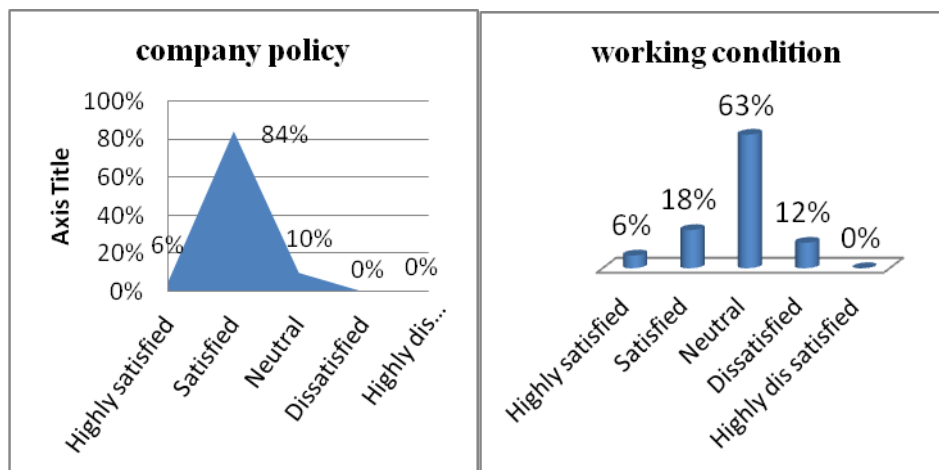 company policy
100%
80%
60%
40%
20%
0%
Axis Title
6%
84%
10%
0%
0%
Highly satisfied
Satisfied
Neutral
Dissatisfied
Highly dis...
working condition
6%
18%
63%
12%
0%
Highly satisfied
Satisfied
Neutral
Dissatisfied
Highly dis satisfied